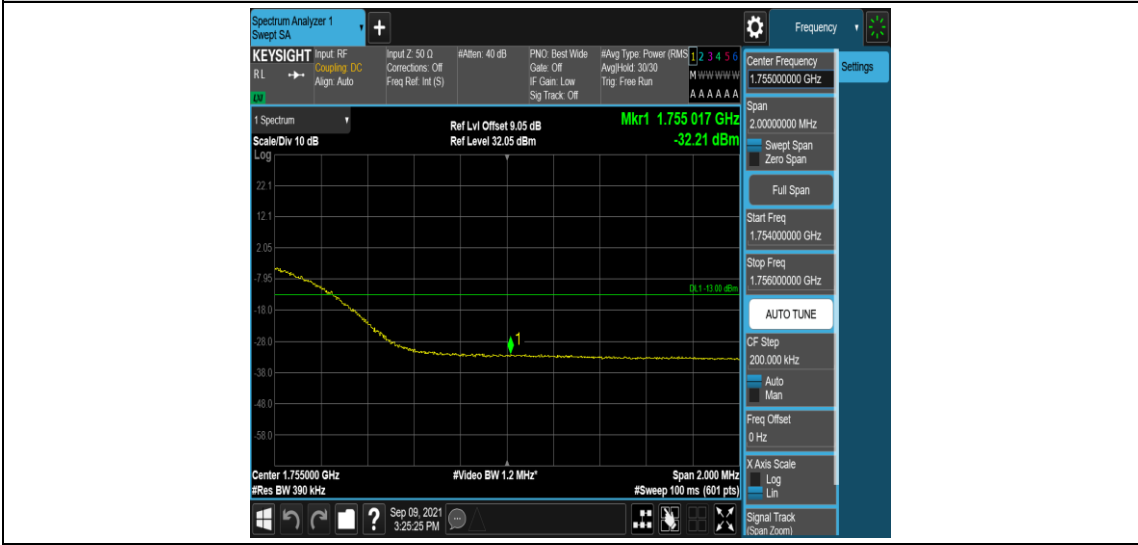 Spectrum Analyzer 1
Swept SA
+
Frequency
KEYSIGHT
RL
LNI
Input: RF
Coupling: DC
Align: Auto
Input Z: 50 Ω
Corrections: Off
Freq Ref: Int (S)
#Atten: 40 dB
PNO: Best Wide
Gate: Off
IF Gain: Low
Sig Track: Off
#Avg Type: Power (RMS
Avg|Hold: 30/30
Trig: Free Run
1 2 3 4 5 6
M W W W W W
A A A A A A
1 Spectrum
Scale/Div 10 dB
Ref Lvl Offset 9.05 dB
Ref Level 32.05 dBm
Mkr1 1.755 017 GHz
-32.21 dBm
Log
22.1
12.1
2.05
-7.95
DL1 -13.00 dBm
-18.0
-28.0
1
-38.0
-48.0
-58.0
Center 1.755000 GHz
#Res BW 390 kHz
#Video BW 1.2 MHz*
Span 2.000 MHz
#Sweep 100 ms (601 pts)
Sep 09, 2021
3:25:25 PM
?
Center Frequency
1.755000000 GHz
Settings
Span
2.00000000 MHz
Swept Span
Zero Span
Full Span
Start Freq
1.754000000 GHz
Stop Freq
1.756000000 GHz
AUTO TUNE
CF Step
200.000 kHz
Auto
Man
Freq Offset
0 Hz
X Axis Scale
Log
Lin
Signal Track
(Span Zoom)